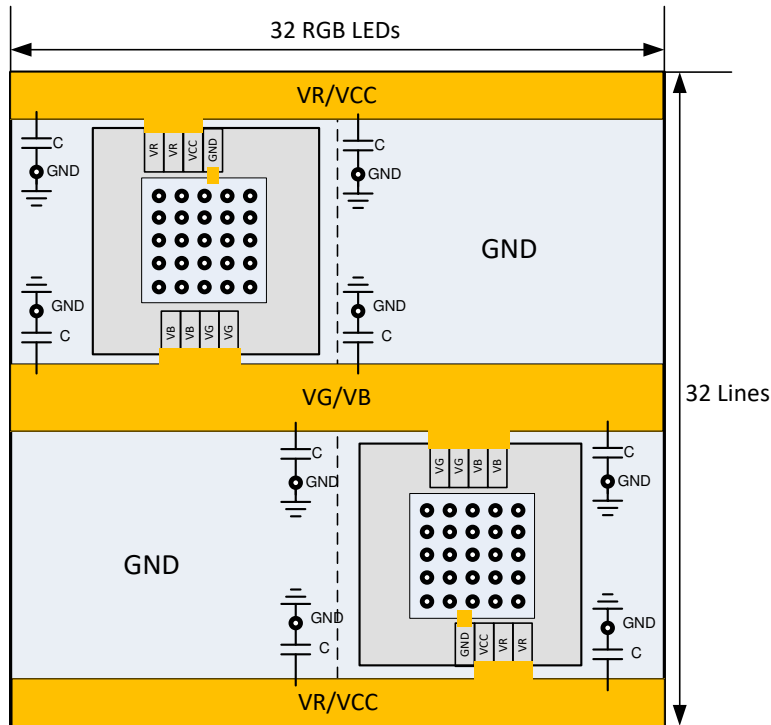 32 RGB LEDs
VR/VCC
C
GND
VR
VR
VCC
GND
C
GND
GND
GND
C
VB
VB
VG
VG
GND
C
VG/VB
32 Lines
C
GND
VG
VG
VB
VB
C
GND
GND
GND
C
GND
VCC
VR
VR
GND
C
VR/VCC